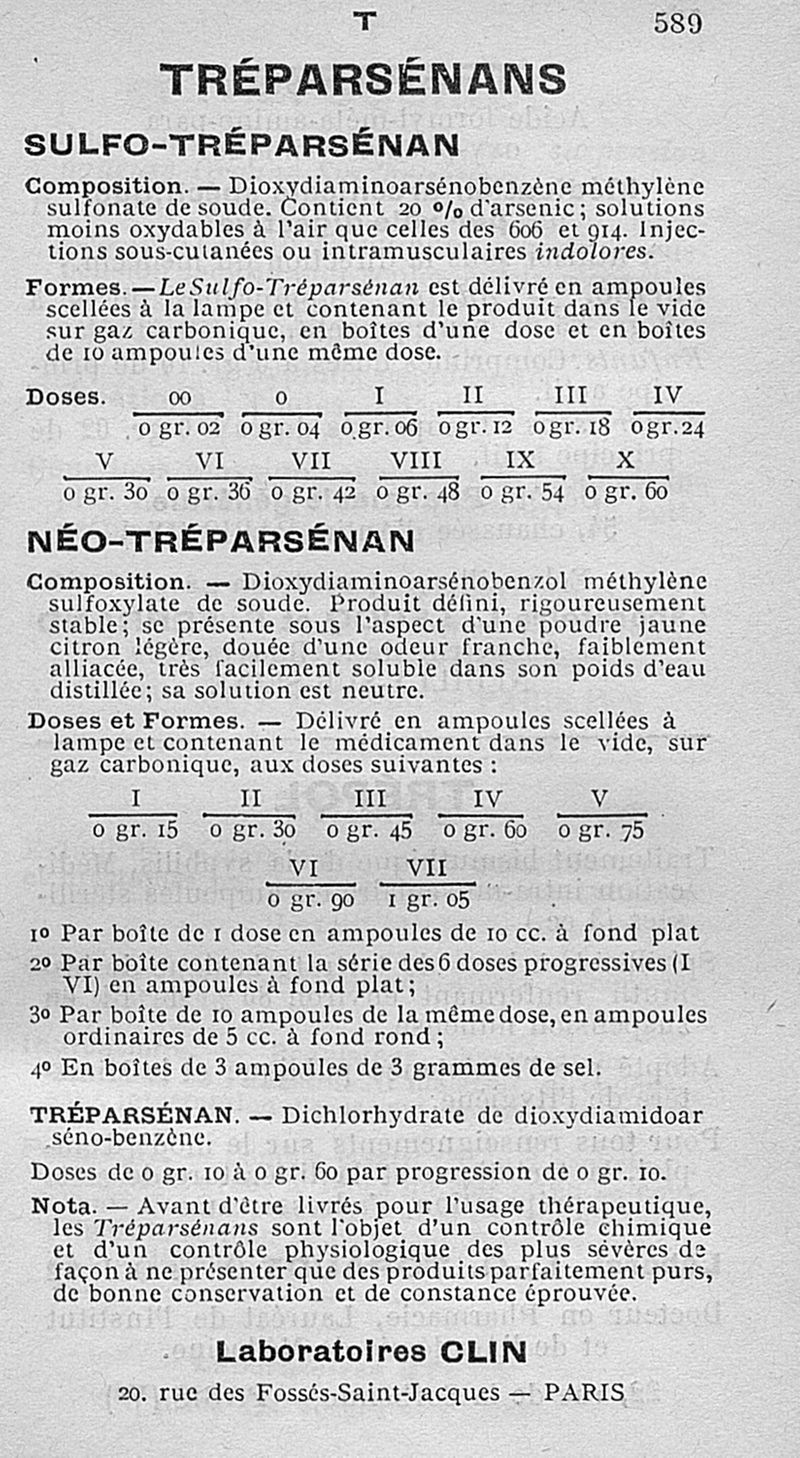 T
589
TRÉPARSÉNANS
SULFO-TRÉPARSÉNAN
Composition. — Dioxydiaminoarsénobenzène méthylène
sulfonate de soude. Contient 20 % d'arsenic ; solutions
moins oxydables à l'air que celles des 606 et 914. Injec-
tions sous-cutanées ou intramusculaires indolores.
Formes. — Le Sulfo-Tréparsénan est délivré en ampoules
scellées à la lampe et contenant le produit dans le vide
sur gaz carbonique, en boîtes d'une dose et en boîtes
de 10 ampoules d'une même dose.
Doses. 00 0 I II III IV
0 gr. 02 0 gr. 04 0 gr. 06 0 gr. 12 0 gr. 18 0 gr. 24
V VI VII VIII IX X
0 gr. 30 0 gr. 36 0 gr. 42 0 gr. 48 0 gr. 54 0 gr. 60
NÉO-TRÉPARSÉNAN
Composition. — Dioxydiaminoarsénobenzol méthylène
sulfoxylate de soude. Produit défini, rigoureusement
stable ; se présente sous l'aspect d'une poudre jaune
citron légère, douée d'une odeur franche, faiblement
alliacée, très facilement soluble dans son poids d'eau
distillée ; sa solution est neutre.
Doses et Formes. — Délivré en ampoules scellées à
lampe et contenant le médicament dans le vide, sur
gaz carbonique, aux doses suivantes :
I II III IV V
0 gr. 15 0 gr. 30 0 gr. 45 0 gr. 60 0 gr. 75
VI VII
0 gr. 90 1 gr. 05
1º Par boîte de 1 dose en ampoules de 10 cc. à fond plat
2º Par boîte contenant la série des 6 doses progressives (I
VI) en ampoules à fond plat ;
3º Par boîte de 10 ampoules de la même dose, en ampoules
ordinaires de 5 cc. à fond rond ;
4º En boîtes de 3 ampoules de 3 grammes de sel.
TRÉPARSÉNAN. — Dichlorhydrate de dioxydiamidoar
séno-benzène.
Doses de 0 gr. 10 à 0 gr. 60 par progression de 0 gr. 10.
Nota. — Avant d'être livrés pour l'usage thérapeutique,
les Tréparsénans sont l'objet d'un contrôle chimique
et d'un contrôle physiologique des plus sévères de
façon à ne présenter que des produits parfaitement purs,
de bonne conservation et de constance éprouvée.
Laboratoires CLIN
20. rue des Fossés-Saint-Jacques — PARIS